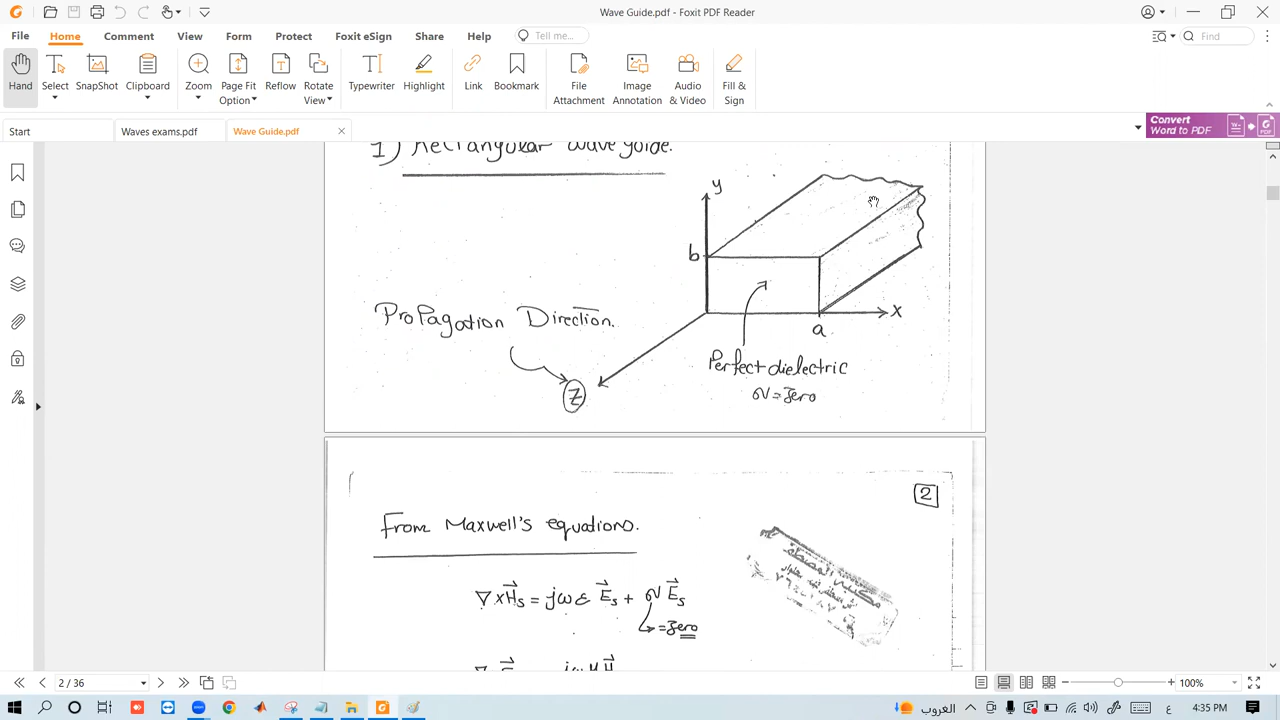 Wave Guide.pdf - Foxit PDF Reader
File Home Comment View Form Protect Foxit eSign Share Help Tell me... Find
Hand Select SnapShot Clipboard Zoom Page Fit Option Reflow Rotate View Typewriter Highlight Link Bookmark File Attachment Image Annotation Audio & Video Fill & Sign
Start Waves exams.pdf Wave Guide.pdf
Convert Word to PDF
1) Rectangular wave guide.
y
b
x
a
Propagation Direction.
Z
Perfect dielectric
σ = zero
2
From Maxwell's equations.
مكتبة المصطفى
∇ x H⃗s = jωε E⃗s + σ E⃗s
= zero
2 / 36
100%
الغروب
ع
4:35 PM